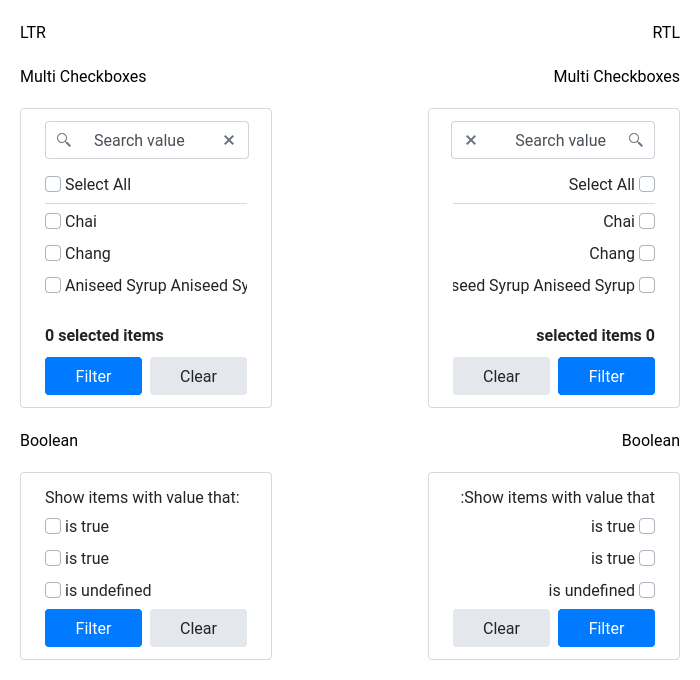 LTR
RTL
Multi Checkboxes
Multi Checkboxes
Search value
Select All
Chai
Chang
Aniseed Syrup Aniseed Sy
0 selected items
Filter Clear
Search value
Select All
Chai
Chang
seed Syrup Aniseed Syrup
selected items 0
Clear Filter
Boolean
Boolean
Show items with value that:
is true
is true
is undefined
Filter Clear
:Show items with value that
is true
is true
is undefined
Clear Filter